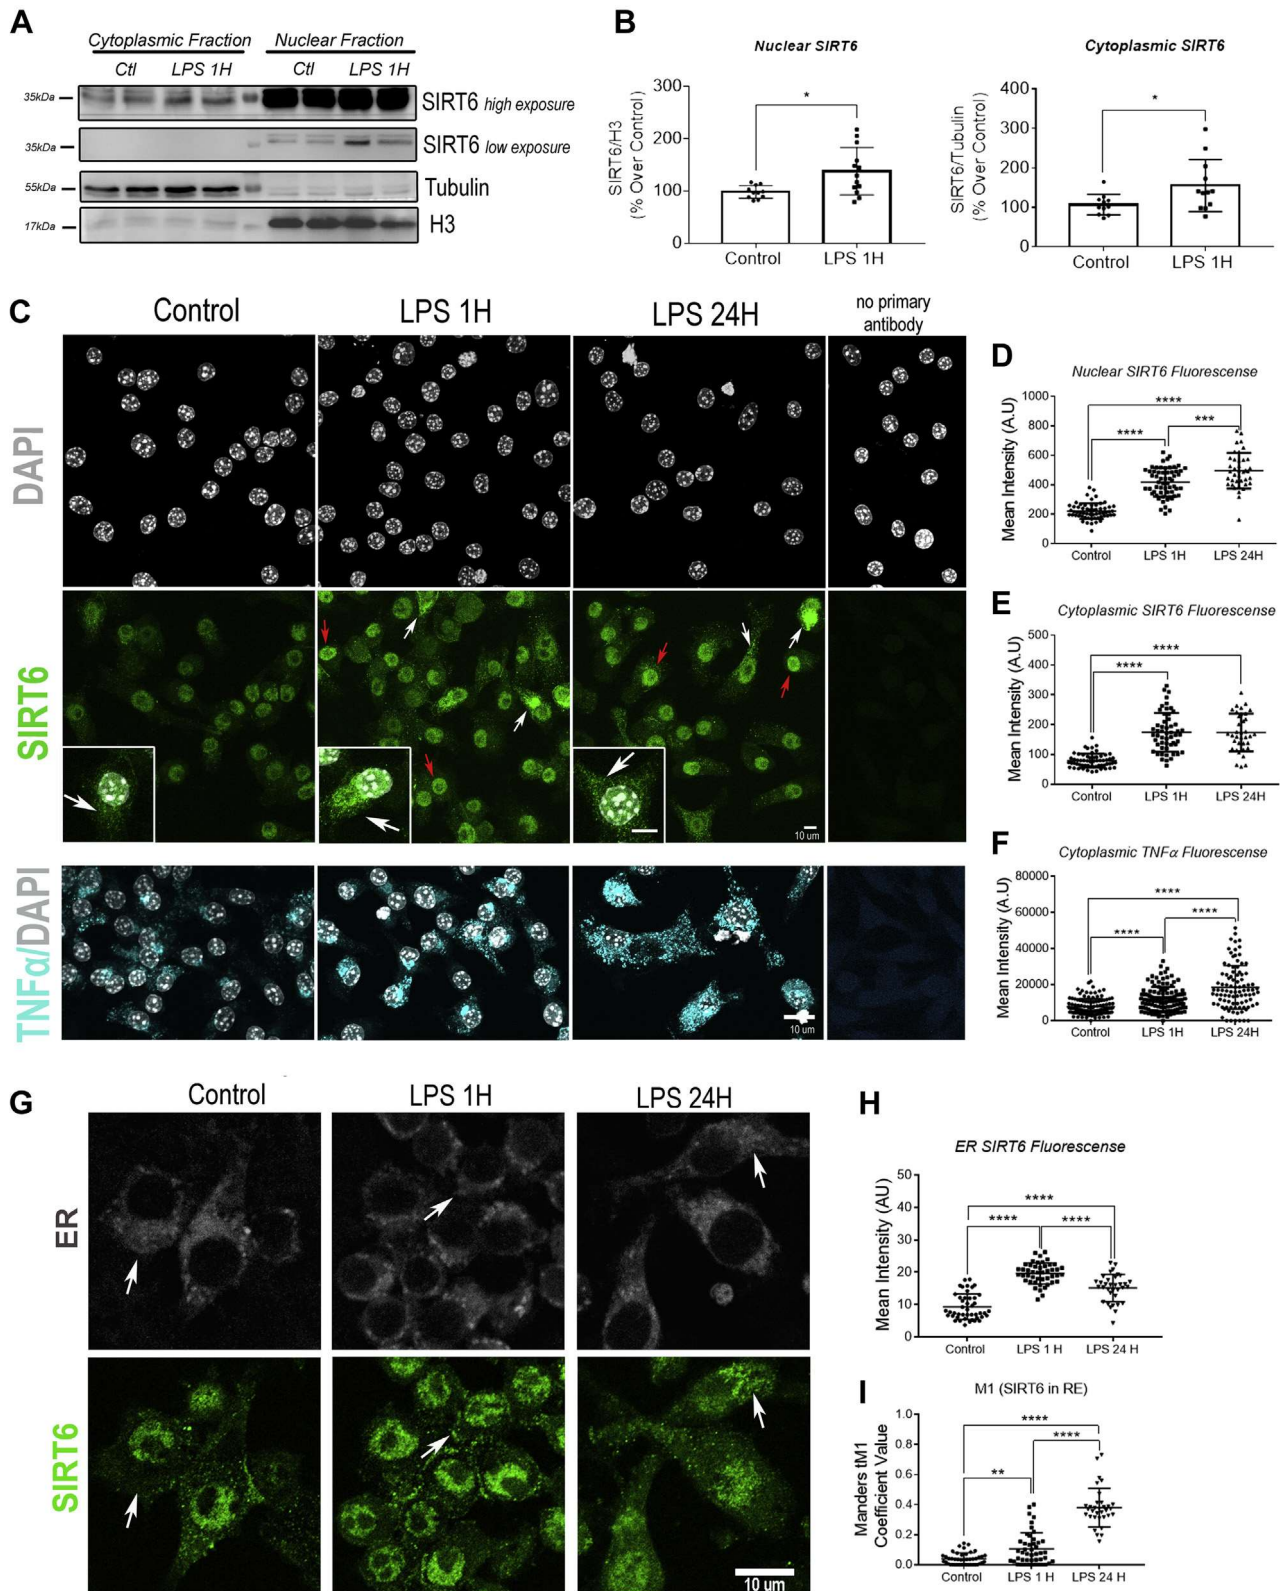 A
Cytoplasmic Fraction Nuclear Fraction
Ctl LPS 1H Ctl LPS 1H
35kDa SIRT6 high exposure
35kDa SIRT6 low exposure
55kDa Tubulin
17kDa H3
B
Nuclear SIRT6
SIRT6/H3
(% Over Control)
300
200
100
0
*
Control LPS 1H
Cytoplasmic SIRT6
SIRT6/Tubulin
(% Over Control)
400
300
200
100
0
*
Control LPS 1H
C
Control LPS 1H LPS 24H no primary
antibody
DAPI
SIRT6
10 um
TNFα/DAPI
10 um
D
Nuclear SIRT6 Fluorescense
Mean Intensity (A.U)
1000
800
600
400
200
0
****
**** ***
Control LPS 1H LPS 24H
E
Cytoplasmic SIRT6 Fluorescense
Mean Intensity (A.U
500
400
300
200
100
0
****
****
Control LPS 1H LPS 24H
F
Cytoplasmic TNFα Fluorescense
Mean Intensity (A.U)
80000
60000
40000
20000
0
****
****
****
Control LPS 1H LPS 24H
G
Control LPS 1H LPS 24H
ER
SIRT6
10 um
H
ER SIRT6 Fluorescense
Mean Intensity (AU)
50
40
30
20
10
0
****
**** ****
Control LPS 1 H LPS 24 H
I
M1 (SIRT6 in RE)
Manders tM1
Coefficient Value
1.0
0.8
0.6
0.4
0.2
0.0
****
****
**
Control LPS 1 H LPS 24 H